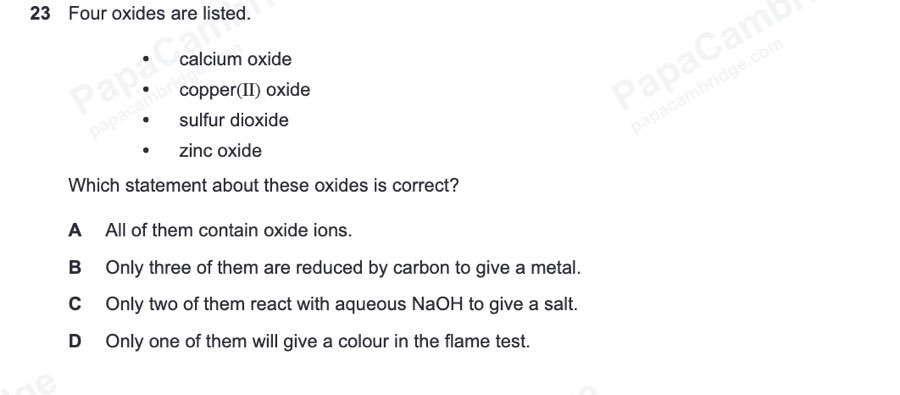 23 Four oxides are listed.
• calcium oxide
• copper(II) oxide
• sulfur dioxide
• zinc oxide
Which statement about these oxides is correct?
A All of them contain oxide ions.
B Only three of them are reduced by carbon to give a metal.
C Only two of them react with aqueous NaOH to give a salt.
D Only one of them will give a colour in the flame test.
PapaCambridge
papacambridge.com